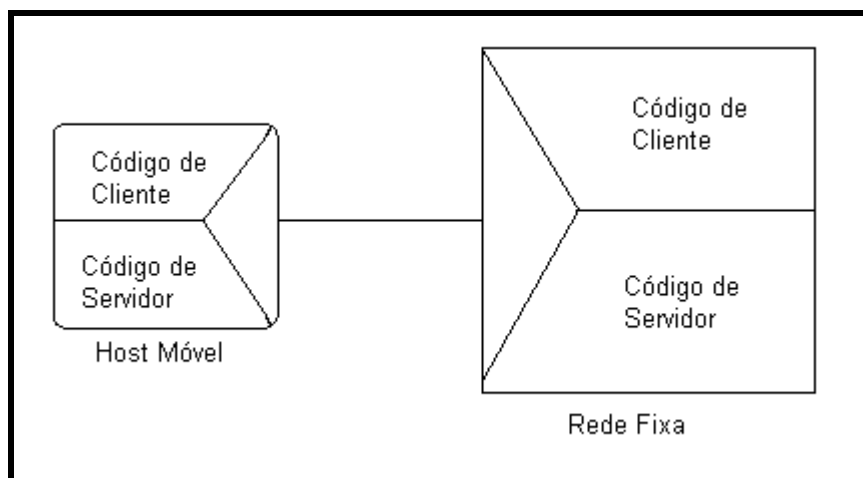 Código de
Cliente
Código de
Servidor
Host Móvel
Código de
Cliente
Código de
Servidor
Rede Fixa